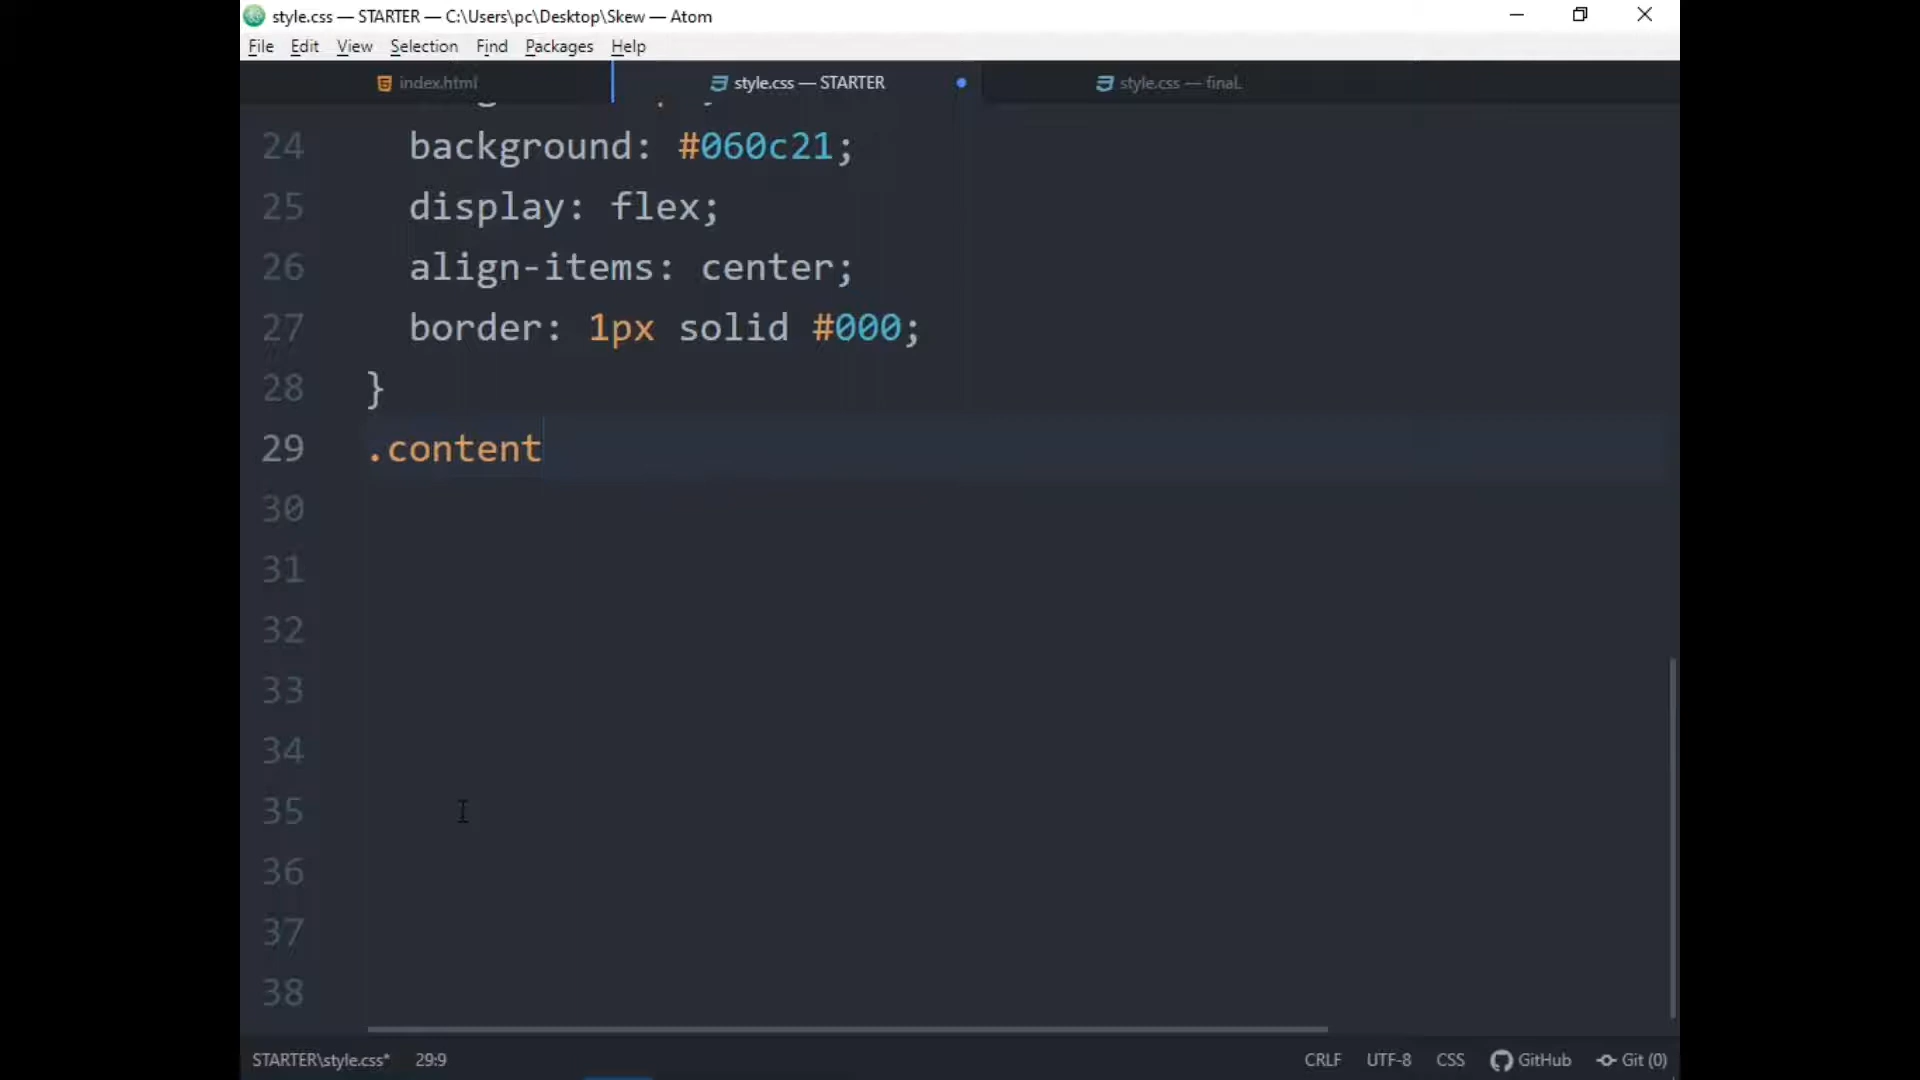 style.css — STARTER — C:\Users\pc\Desktop\Skew — Atom
File Edit View Selection Find Packages Help
index.html style.css — STARTER style.css — finaL
24 background: #060c21;
25 display: flex;
26 align-items: center;
27 border: 1px solid #000;
28 }
29 .content
30
31
32
33
34
35
36
37
38
STARTER\style.css* 29:9 CRLF UTF-8 CSS GitHub Git (0)